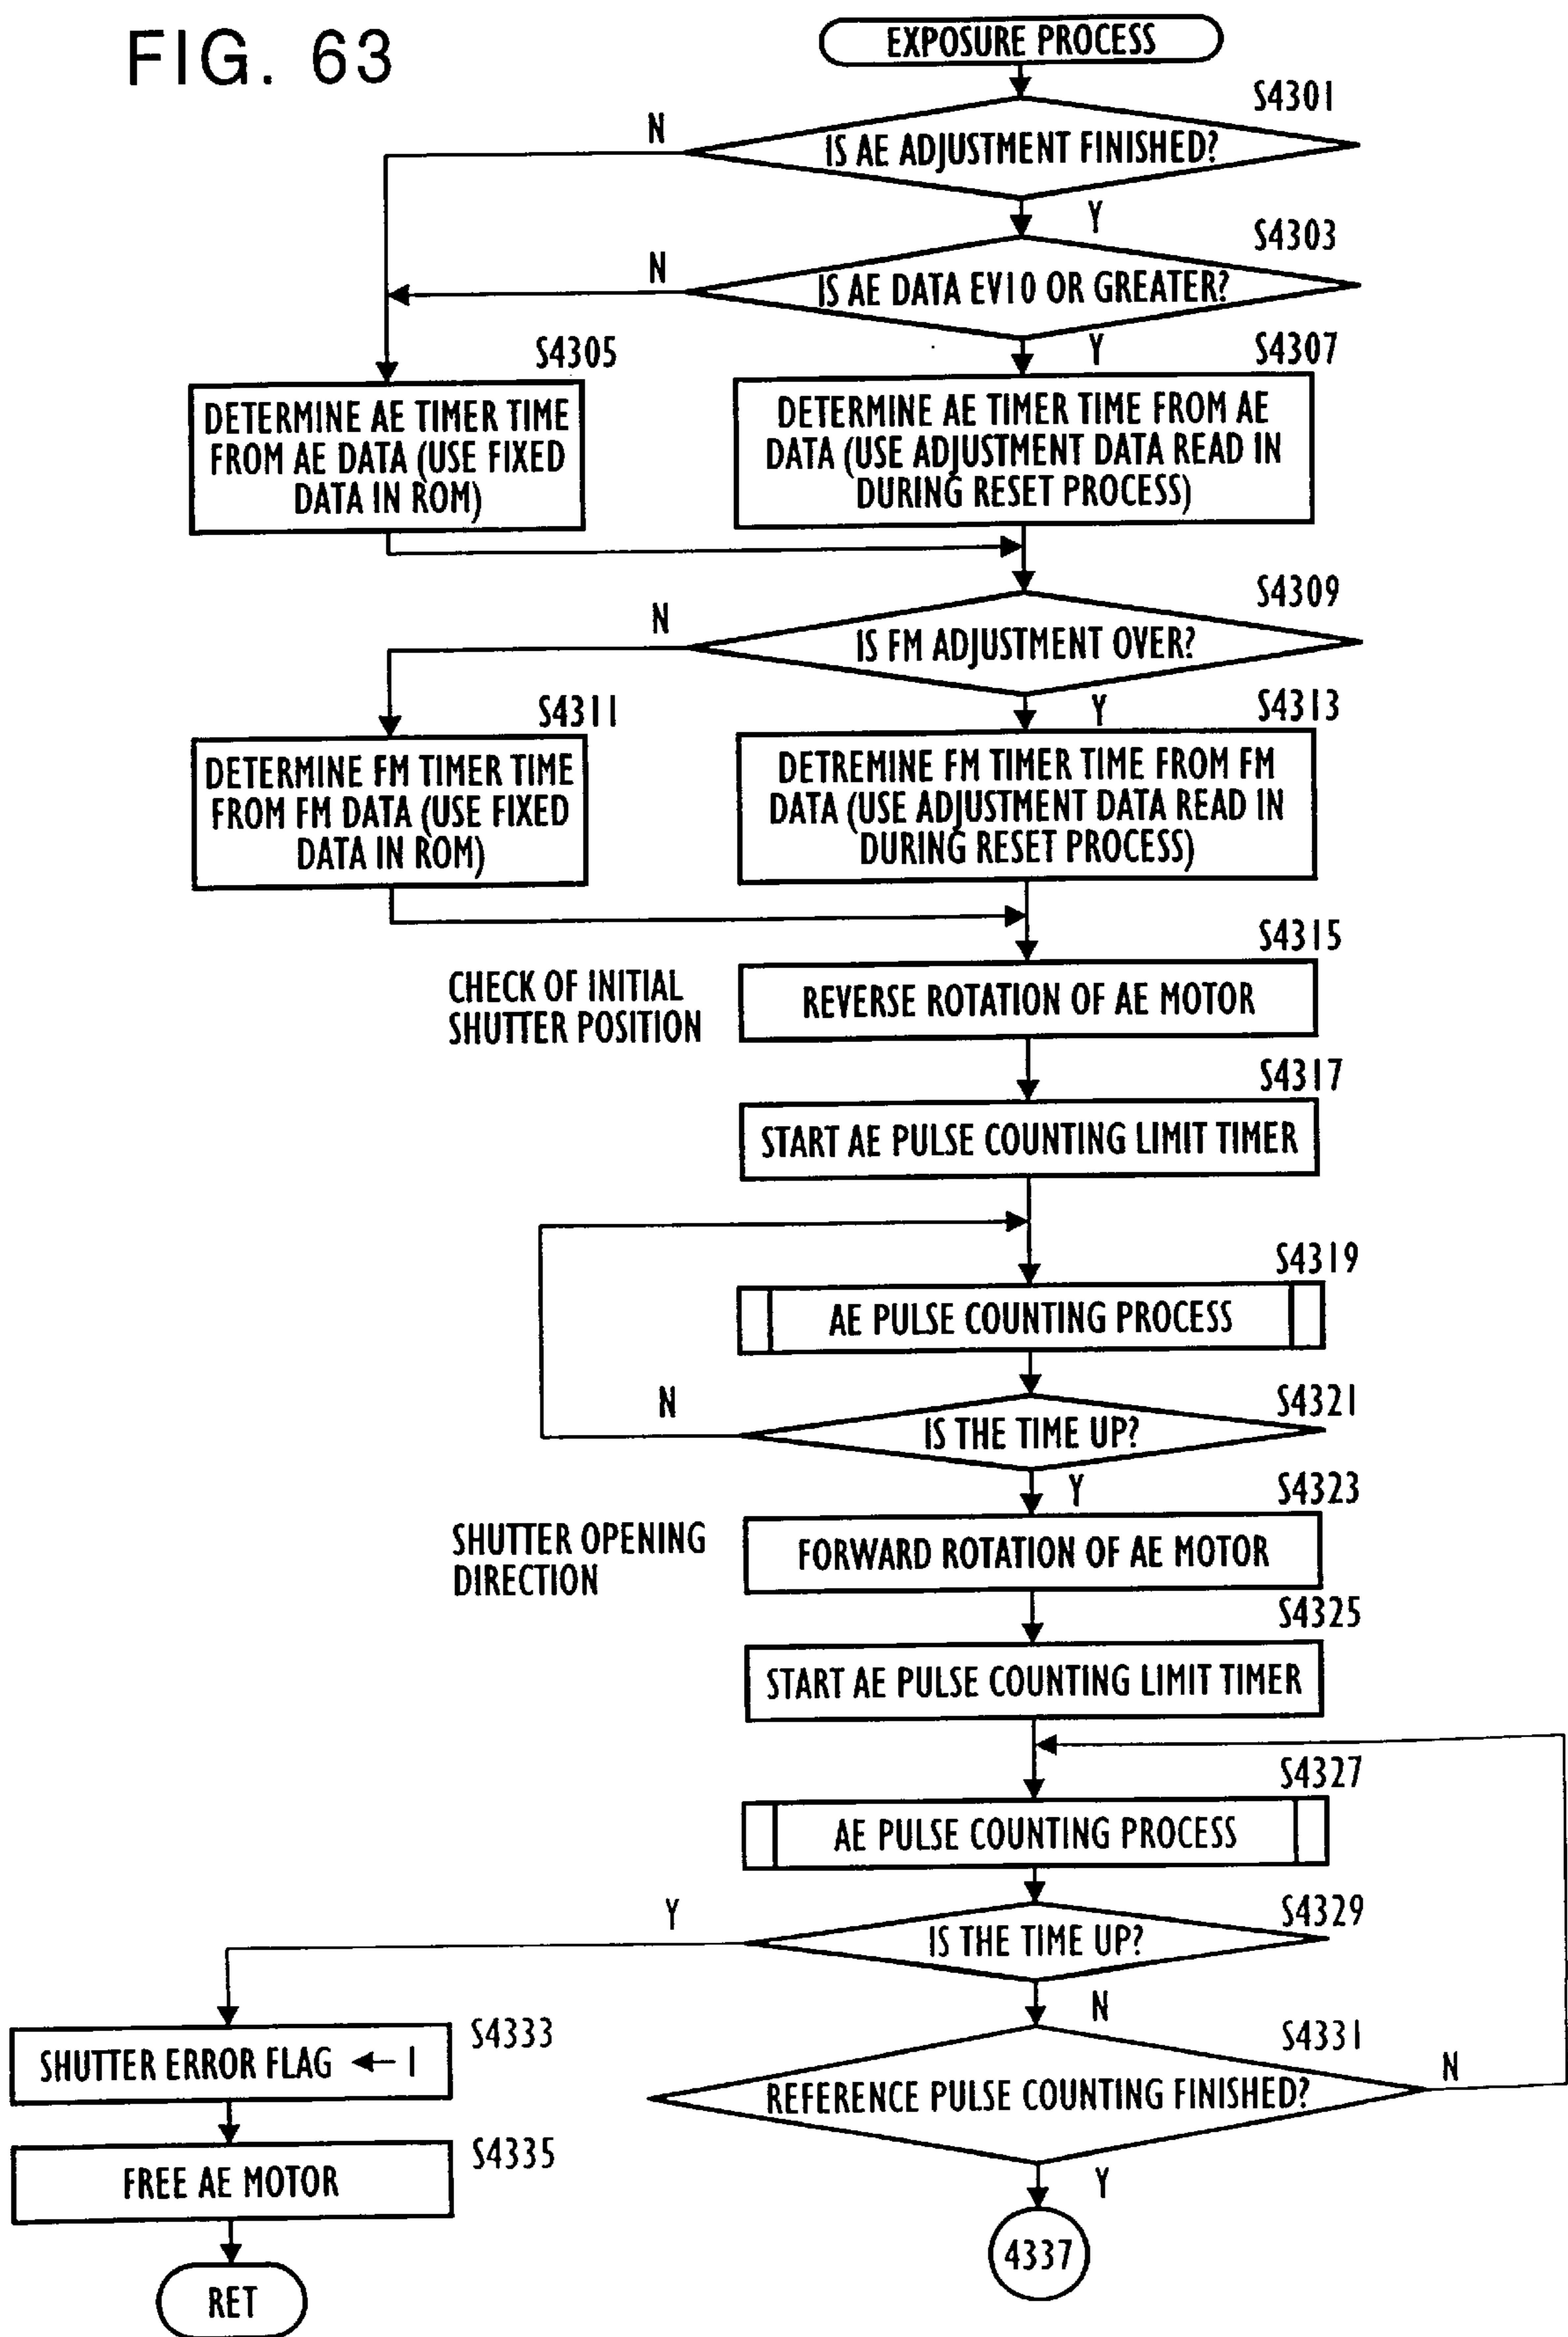 FIG. 63
EXPOSURE PROCESS
S4301
N
IS AE ADJUSTMENT FINISHED?
Y
S4303
N
IS AE DATA EV10 OR GREATER?
Y
S4305
S4307
DETERMINE AE TIMER TIME
FROM AE DATA (USE FIXED
DATA IN ROM)
DETERMINE AE TIMER TIME FROM AE
DATA (USE ADJUSTMENT DATA READ IN
DURING RESET PROCESS)
S4309
N
IS FM ADJUSTMENT OVER?
Y
S4311
S4313
DETERMINE FM TIMER TIME
FROM FM DATA (USE FIXED
DATA IN ROM)
DETREMINE FM TIMER TIME FROM FM
DATA (USE ADJUSTMENT DATA READ IN
DURING RESET PROCESS)
S4315
CHECK OF INITIAL
SHUTTER POSITION
REVERSE ROTATION OF AE MOTOR
S4317
START AE PULSE COUNTING LIMIT TIMER
S4319
AE PULSE COUNTING PROCESS
S4321
N
IS THE TIME UP?
Y
S4323
SHUTTER OPENING
DIRECTION
FORWARD ROTATION OF AE MOTOR
S4325
START AE PULSE COUNTING LIMIT TIMER
S4327
AE PULSE COUNTING PROCESS
S4329
Y
IS THE TIME UP?
N
S4333
S4331
SHUTTER ERROR FLAG ← 1
REFERENCE PULSE COUNTING FINISHED?
N
S4335
FREE AE MOTOR
Y
4337
RET